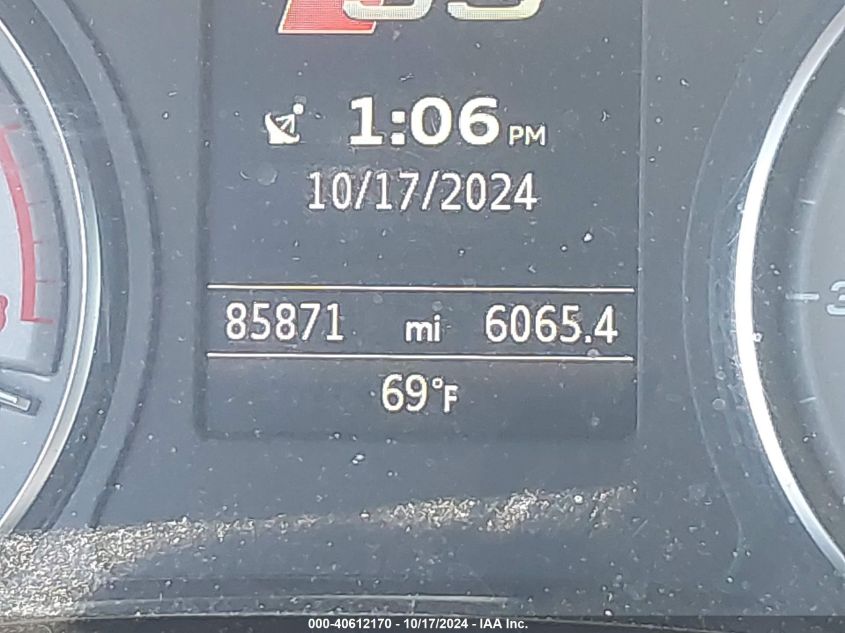 1:06 PM
10/17/2024
85871 mi 6065.4
69°F
000-40612170 - 10/17/2024 - IAA Inc.